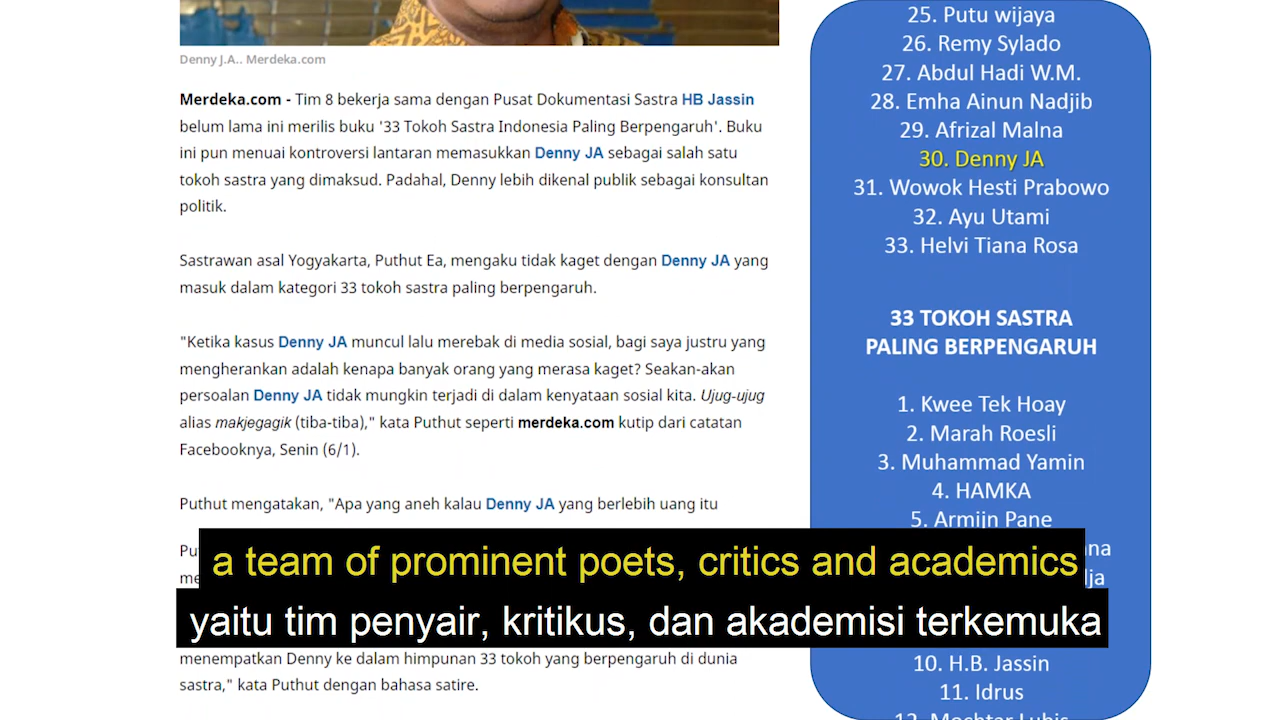 Denny J.A.. Merdeka.com
Merdeka.com - Tim 8 bekerja sama dengan Pusat Dokumentasi Sastra HB Jassin
belum lama ini merilis buku '33 Tokoh Sastra Indonesia Paling Berpengaruh'. Buku
ini pun menuai kontroversi lantaran memasukkan Denny JA sebagai salah satu
tokoh sastra yang dimaksud. Padahal, Denny lebih dikenal publik sebagai konsultan
politik.
Sastrawan asal Yogyakarta, Puthut Ea, mengaku tidak kaget dengan Denny JA yang
masuk dalam kategori 33 tokoh sastra paling berpengaruh.
"Ketika kasus Denny JA muncul lalu merebak di media sosial, bagi saya justru yang
mengherankan adalah kenapa banyak orang yang merasa kaget? Seakan-akan
persoalan Denny JA tidak mungkin terjadi di dalam kenyataan sosial kita. Ujug-ujug
alias makjegagik (tiba-tiba)," kata Puthut seperti merdeka.com kutip dari catatan
Facebooknya, Senin (6/1).
Puthut mengatakan, "Apa yang aneh kalau Denny JA yang berlebih uang itu
menempatkan Denny ke dalam himpunan 33 tokoh yang berpengaruh di dunia
sastra," kata Puthut dengan bahasa satire.
25. Putu wijaya
26. Remy Sylado
27. Abdul Hadi W.M.
28. Emha Ainun Nadjib
29. Afrizal Malna
30. Denny JA
31. Wowok Hesti Prabowo
32. Ayu Utami
33. Helvi Tiana Rosa
33 TOKOH SASTRA
PALING BERPENGARUH
1. Kwee Tek Hoay
2. Marah Roesli
3. Muhammad Yamin
4. HAMKA
5. Armijn Pane
10. H.B. Jassin
11. Idrus
12. Mochtar Lubis
a team of prominent poets, critics and academics
yaitu tim penyair, kritikus, dan akademisi terkemuka